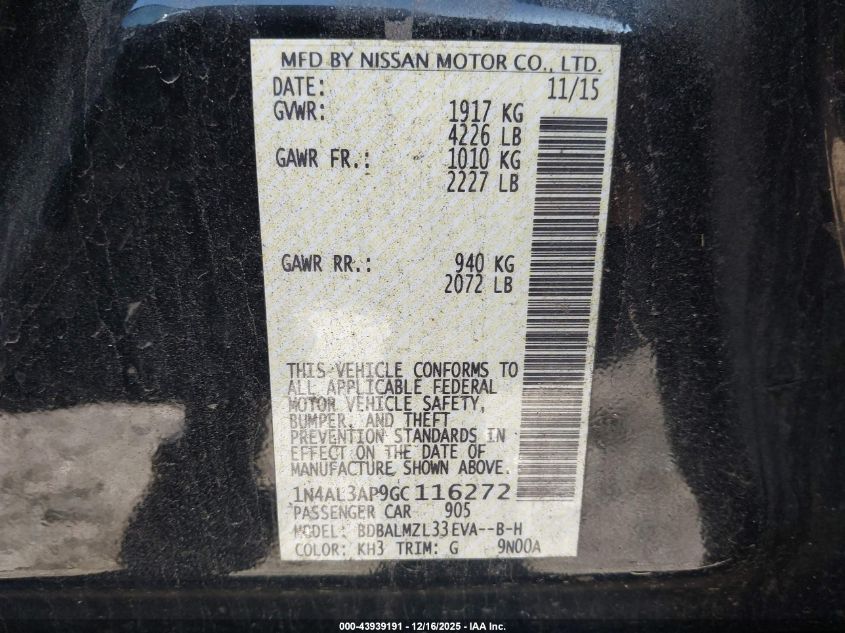 MFD BY NISSAN MOTOR CO., LTD.
DATE: 11/15
GVWR: 1917 KG
4226 LB
GAWR FR.: 1010 KG
2227 LB
GAWR RR.: 940 KG
2072 LB
THIS VEHICLE CONFORMS TO
ALL APPLICABLE FEDERAL
MOTOR VEHICLE SAFETY,
BUMPER, AND THEFT
PREVENTION STANDARDS IN
EFFECT ON THE DATE OF
MANUFACTURE SHOWN ABOVE.
1N4AL3AP9GC116272
PASSENGER CAR 905
MODEL: BDBALMZL33EVA--B-H
COLOR: KH3 TRIM: G 9N00A
000-43939191 - 12/16/2025 - IAA Inc.